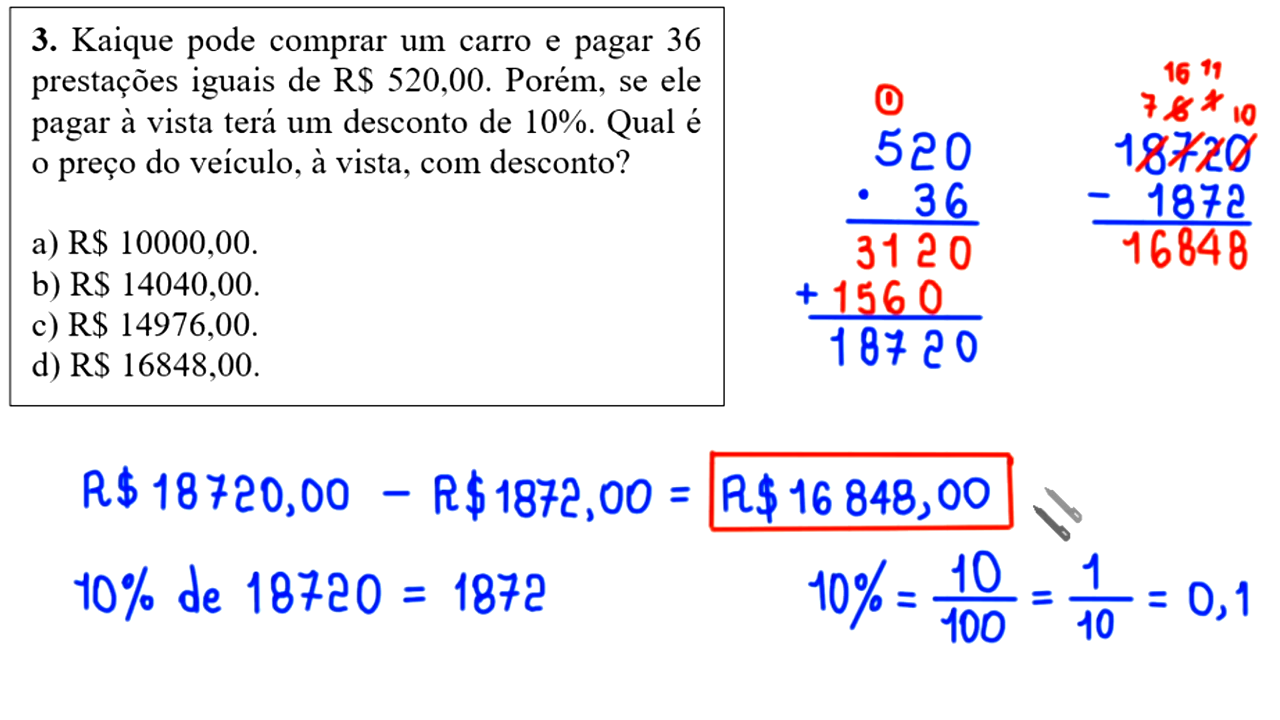 3. Kaique pode comprar um carro e pagar 36
prestações iguais de R$ 520,00. Porém, se ele
pagar à vista terá um desconto de 10%. Qual é
o preço do veículo, à vista, com desconto?
a) R$ 10000,00.
b) R$ 14040,00.
c) R$ 14976,00.
d) R$ 16848,00.
1
520
· 36
3120
+ 1560
18720
16 11
7 6 1 10
18720
- 1872
16848
R$ 18720,00 - R$ 1872,00 = R$ 16 848,00
10% de 18720 = 1872
10% = 10/100 = 1/10 = 0,1